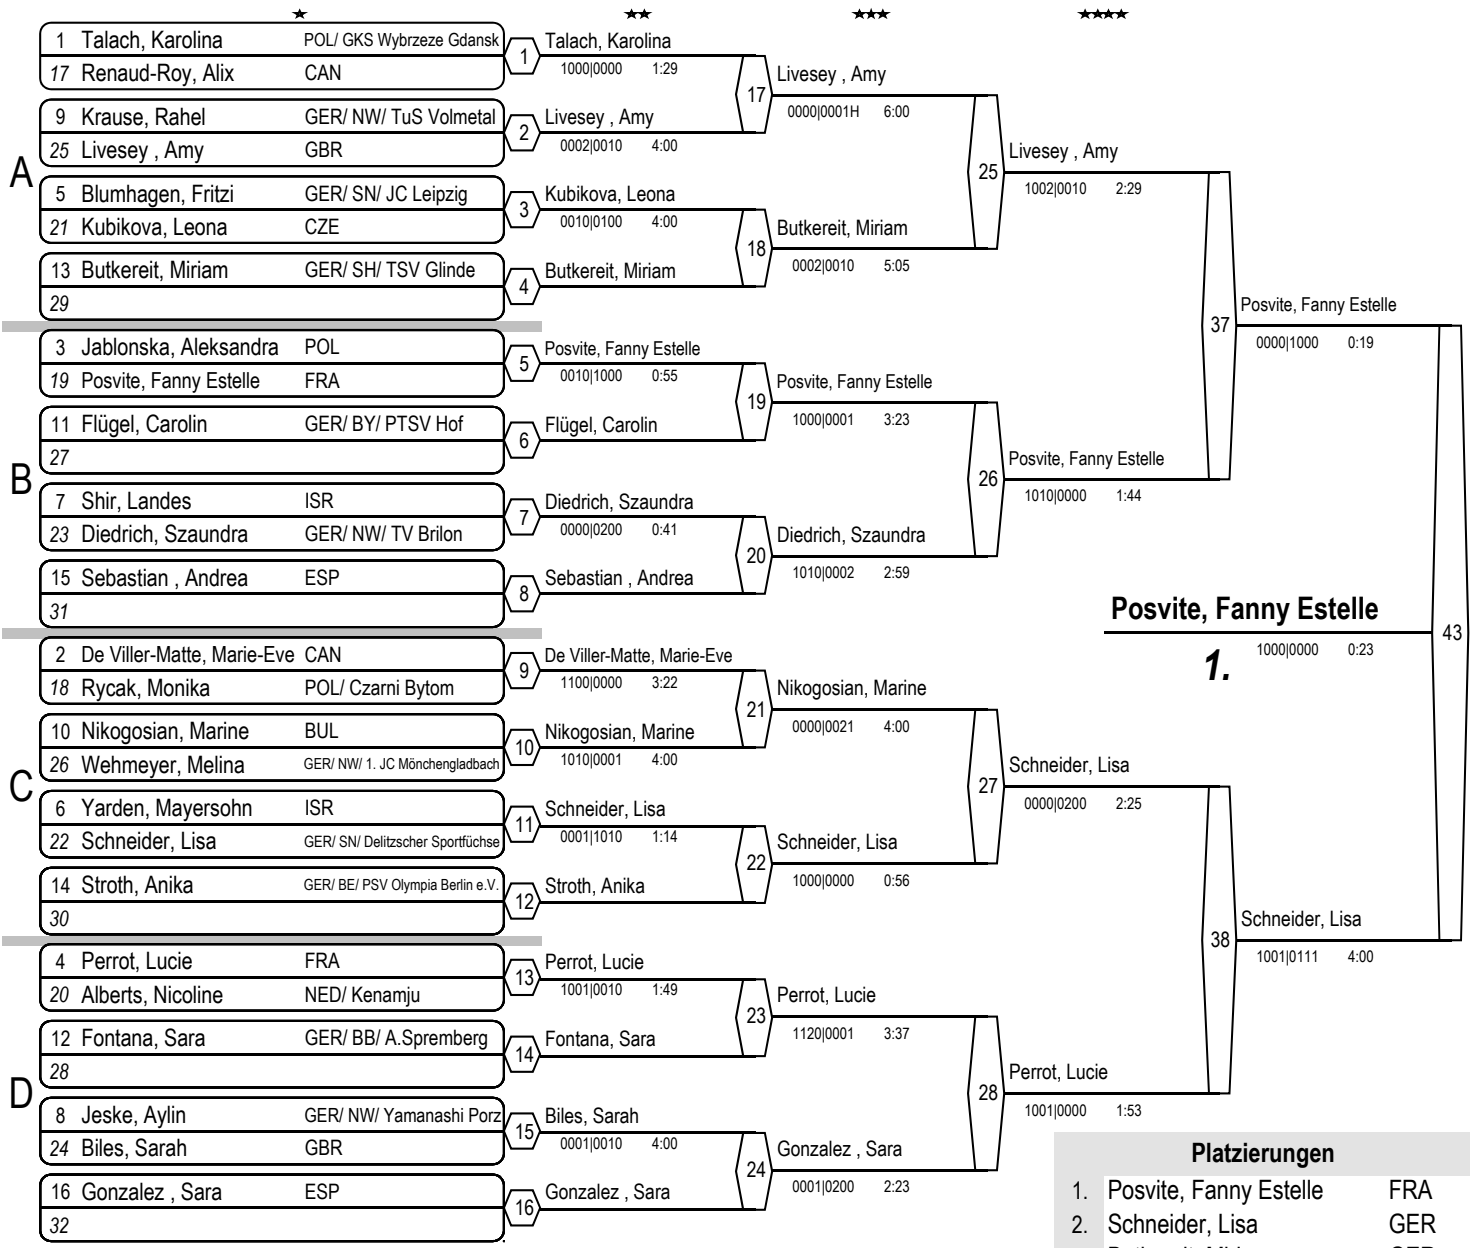 ★ ★★ ★★★ ★★★★
A
1 Talach, Karolina POL/ GKS Wybrzeze Gdansk
17 Renaud-Roy, Alix CAN
9 Krause, Rahel GER/ NW/ TuS Volmetal
25 Livesey , Amy GBR
5 Blumhagen, Fritzi GER/ SN/ JC Leipzig
21 Kubikova, Leona CZE
13 Butkereit, Miriam GER/ SH/ TSV Glinde
29
B
3 Jablonska, Aleksandra POL
19 Posvite, Fanny Estelle FRA
11 Flügel, Carolin GER/ BY/ PTSV Hof
27
7 Shir, Landes ISR
23 Diedrich, Szaundra GER/ NW/ TV Brilon
15 Sebastian , Andrea ESP
31
C
2 De Viller-Matte, Marie-Eve CAN
18 Rycak, Monika POL/ Czarni Bytom
10 Nikogosian, Marine BUL
26 Wehmeyer, Melina GER/ NW/ 1. JC Mönchengladbach
6 Yarden, Mayersohn ISR
22 Schneider, Lisa GER/ SN/ Delitzscher Sportfüchse
14 Stroth, Anika GER/ BE/ PSV Olympia Berlin e.V.
30
D
4 Perrot, Lucie FRA
20 Alberts, Nicoline NED/ Kenamju
12 Fontana, Sara GER/ BB/ A.Spremberg
28
8 Jeske, Aylin GER/ NW/ Yamanashi Porz
24 Biles, Sarah GBR
16 Gonzalez , Sara ESP
32
1 Talach, Karolina
1000|0000 1:29
2 Livesey , Amy
0002|0010 4:00
3 Kubikova, Leona
0010|0100 4:00
4 Butkereit, Miriam
5 Posvite, Fanny Estelle
0010|1000 0:55
6 Flügel, Carolin
7 Diedrich, Szaundra
0000|0200 0:41
8 Sebastian , Andrea
9 De Viller-Matte, Marie-Eve
1100|0000 3:22
10 Nikogosian, Marine
1010|0001 4:00
11 Schneider, Lisa
0001|1010 1:14
12 Stroth, Anika
13 Perrot, Lucie
1001|0010 1:49
14 Fontana, Sara
15 Biles, Sarah
0001|0010 4:00
16 Gonzalez , Sara
17 Livesey , Amy
0000|0001H 6:00
18 Butkereit, Miriam
0002|0010 5:05
19 Posvite, Fanny Estelle
1000|0001 3:23
20 Diedrich, Szaundra
1010|0002 2:59
21 Nikogosian, Marine
0000|0021 4:00
22 Schneider, Lisa
1000|0000 0:56
23 Perrot, Lucie
1120|0001 3:37
24 Gonzalez , Sara
0001|0200 2:23
25 Livesey , Amy
1002|0010 2:29
26 Posvite, Fanny Estelle
1010|0000 1:44
27 Schneider, Lisa
0000|0200 2:25
28 Perrot, Lucie
1001|0000 1:53
37 Posvite, Fanny Estelle
0000|1000 0:19
38 Schneider, Lisa
1001|0111 4:00
Posvite, Fanny Estelle 43
1. 1000|0000 0:23
Platzierungen
1. Posvite, Fanny Estelle FRA
2. Schneider, Lisa GER